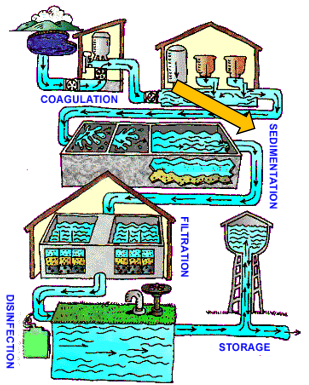 COAGULATION
SEDIMENTATION
FILTRATION
DISINFECTION
STORAGE